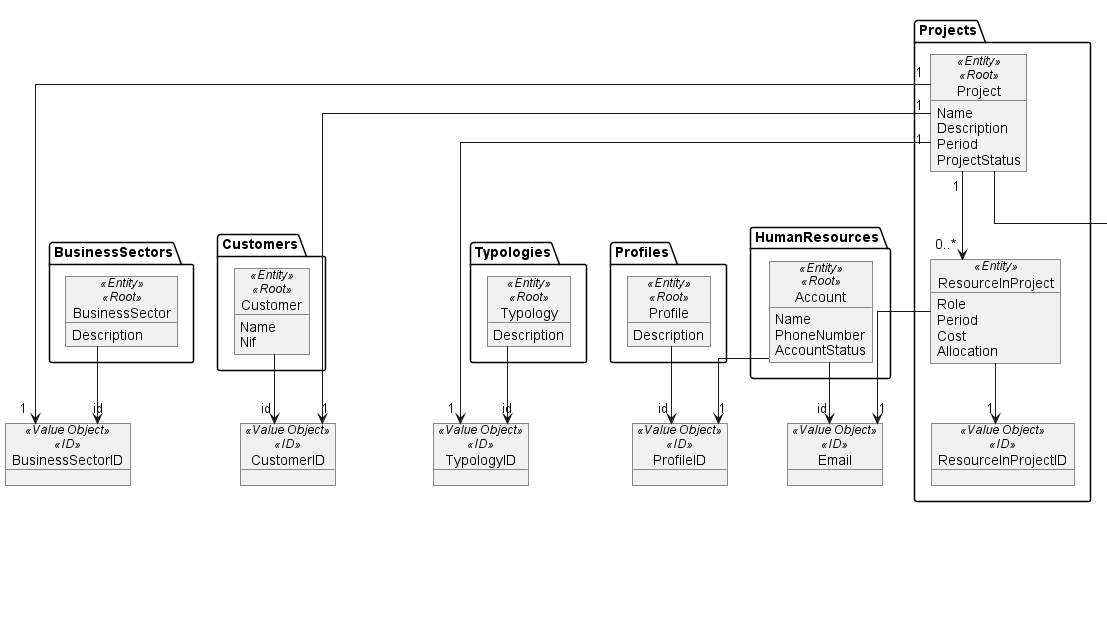 Projects
«Entity»
«Root»
Project
Name
Description
Period
ProjectStatus
1
1
1
1
0..*
BusinessSectors
«Entity»
«Root»
BusinessSector
Description
Customers
«Entity»
«Root»
Customer
Name
Nif
Typologies
«Entity»
«Root»
Typology
Description
Profiles
«Entity»
«Root»
Profile
Description
HumanResources
«Entity»
«Root»
Account
Name
PhoneNumber
AccountStatus
«Entity»
ResourceInProject
Role
Period
Cost
Allocation
1
id
id
1
1
id
id
1
id
1
1
«Value Object»
«ID»
BusinessSectorID
«Value Object»
«ID»
CustomerID
«Value Object»
«ID»
TypologyID
«Value Object»
«ID»
ProfileID
«Value Object»
«ID»
Email
«Value Object»
«ID»
ResourceInProjectID